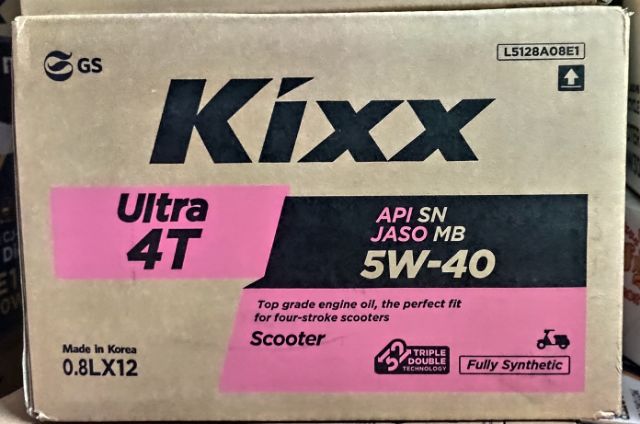 GS
L5128A08E1
Kixx
Ultra
4T
API SN
JASO MB
5W-40
Top grade engine oil, the perfect fit
for four-stroke scooters
Scooter
Made in Korea
0.8LX12
TRIPLE
DOUBLE
TECHNOLOGY
Fully Synthetic